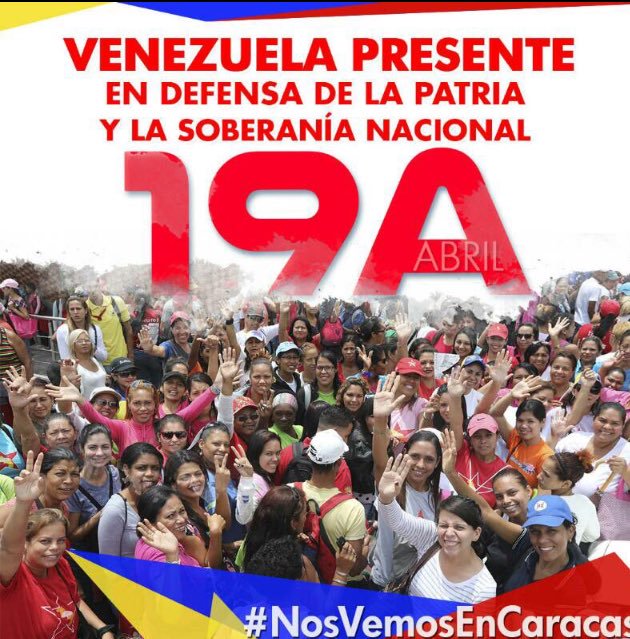 VENEZUELA PRESENTE
EN DEFENSA DE LA PATRIA
Y LA SOBERANÍA NACIONAL
19A
ABRIL
#NosVemosEnCaracas